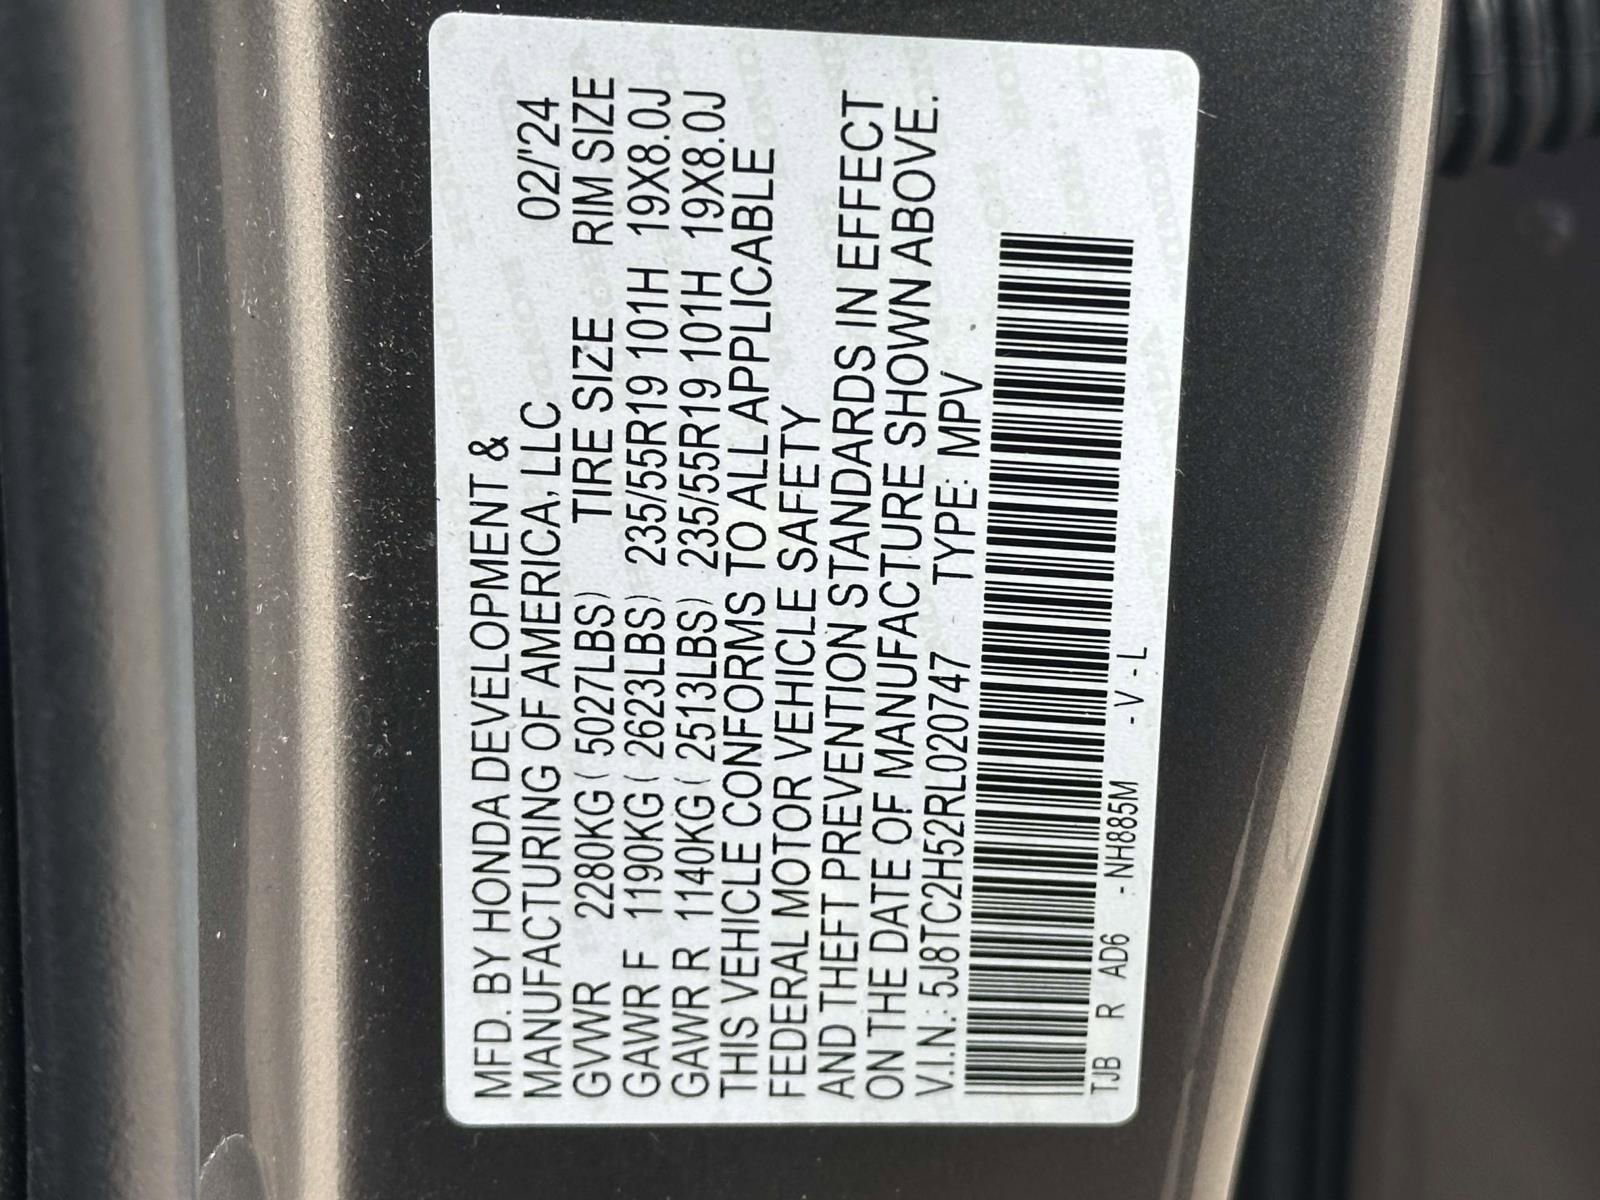 MFD. BY HONDA DEVELOPMENT &
MANUFACTURING OF AMERICA, LLC 02/'24
GVWR 2280KG ( 5027LBS) TIRE SIZE RIM SIZE
GAWR F 1190KG ( 2623LBS) 235/55R19 101H 19X8.0J
GAWR R 1140KG ( 2513LBS) 235/55R19 101H 19X8.0J
THIS VEHICLE CONFORMS TO ALL APPLICABLE
FEDERAL MOTOR VEHICLE SAFETY
AND THEFT PREVENTION STANDARDS IN EFFECT
ON THE DATE OF MANUFACTURE SHOWN ABOVE.
V.I.N.: 5J8TC2H52RL020747 TYPE: MPV
TJB R AD6 - NH885M - V - L